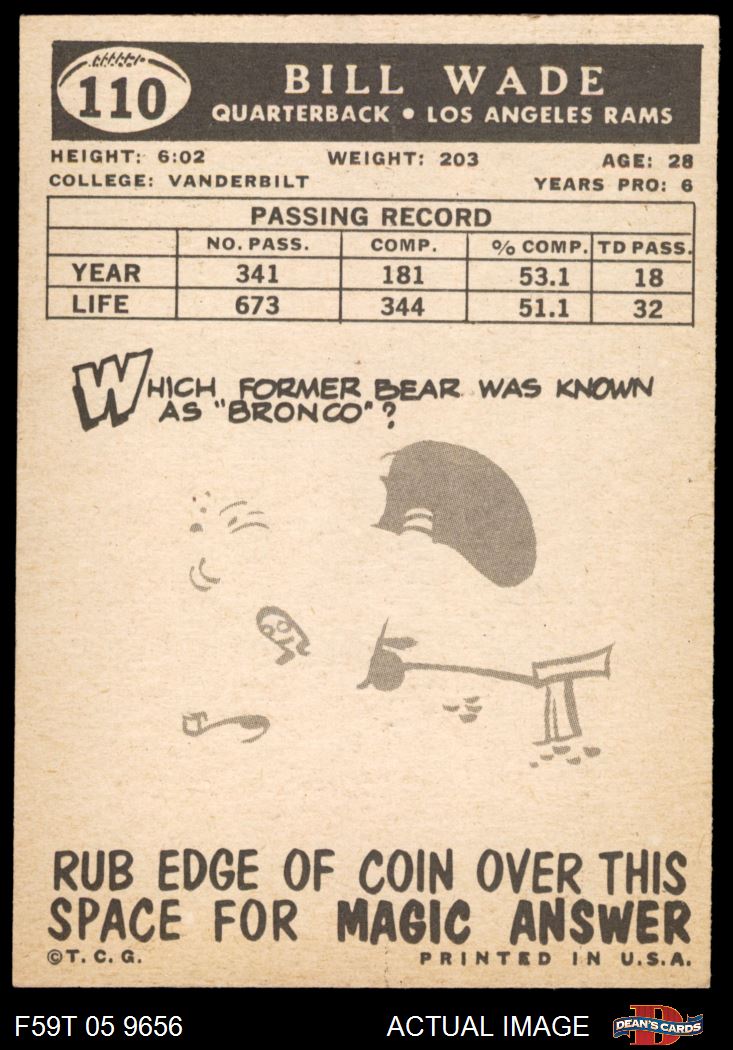 110
BILL WADE
QUARTERBACK • LOS ANGELES RAMS
HEIGHT: 6:02 WEIGHT: 203 AGE: 28
COLLEGE: VANDERBILT YEARS PRO: 6
PASSING RECORD
NO. PASS. COMP. % COMP. TD PASS.
YEAR 341 181 53.1 18
LIFE 673 344 51.1 32
WHICH FORMER BEAR WAS KNOWN
AS "BRONCO"?
RUB EDGE OF COIN OVER THIS
SPACE FOR MAGIC ANSWER
©T. C. G. PRINTED IN U.S.A.
F59T 05 9656 ACTUAL IMAGE DEAN'S CARDS